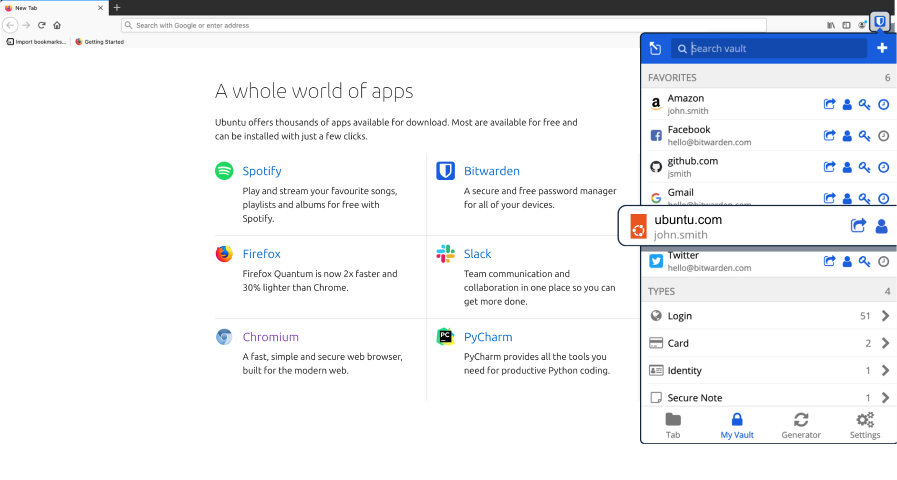 New Tab
Search with Google or enter address
Import bookmarks...
Getting Started
A whole world of apps
Ubuntu offers thousands of apps available for download. Most are available for free and
can be installed with just a few clicks.
Spotify
Play and stream your favourite songs,
playlists and albums for free with
Spotify.
Bitwarden
A secure and free password manager
for all of your devices.
Firefox
Firefox Quantum is now 2x faster and
30% lighter than Chrome.
Slack
Team communication and
collaboration in one place so you can
get more done.
Chromium
A fast, simple and secure web browser,
built for the modern web.
PC
PyCharm
PyCharm provides all the tools you
need for productive Python coding.
Search vault
FAVORITES 6
Amazon
john.smith
Facebook
hello@bitwarden.com
github.com
jsmith
Gmail
hello@bitwarden.com
ubuntu.com
john.smith
Twitter
hello@bitwarden.com
TYPES 4
Login 51
Card 2
Identity 1
Secure Note 1
Tab
My Vault
Generator
Settings